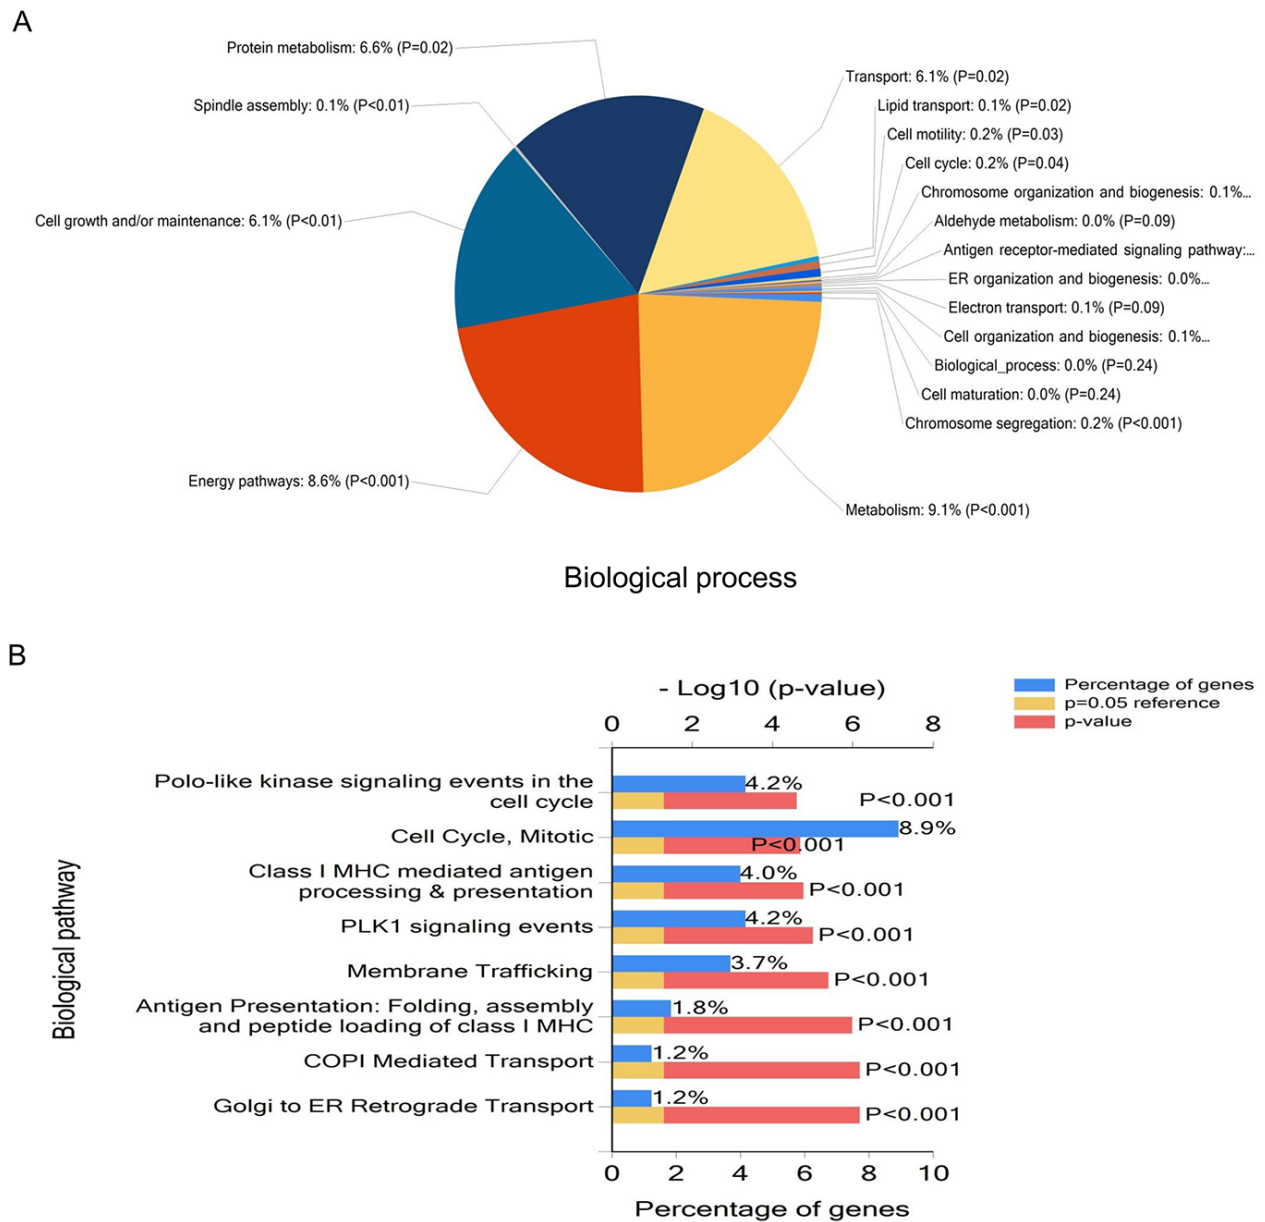 A
Protein metabolism: 6.6% (P=0.02)
Spindle assembly: 0.1% (P<0.01)
Cell growth and/or maintenance: 6.1% (P<0.01)
Energy pathways: 8.6% (P<0.001)
Transport: 6.1% (P=0.02)
Lipid transport: 0.1% (P=0.02)
Cell motility: 0.2% (P=0.03)
Cell cycle: 0.2% (P=0.04)
Chromosome organization and biogenesis: 0.1%...
Aldehyde metabolism: 0.0% (P=0.09)
Antigen receptor-mediated signaling pathway:...
ER organization and biogenesis: 0.0%...
Electron transport: 0.1% (P=0.09)
Cell organization and biogenesis: 0.1%...
Biological_process: 0.0% (P=0.24)
Cell maturation: 0.0% (P=0.24)
Chromosome segregation: 0.2% (P<0.001)
Metabolism: 9.1% (P<0.001)
Biological process
B
- Log10 (p-value)
0 2 4 6 8
Percentage of genes
p=0.05 reference
p-value
Biological pathway
Polo-like kinase signaling events in the
cell cycle
4.2%
P<0.001
Cell Cycle, Mitotic
8.9%
P<0.001
Class I MHC mediated antigen
processing & presentation
4.0%
P<0.001
PLK1 signaling events
4.2%
P<0.001
Membrane Trafficking
3.7%
P<0.001
Antigen Presentation: Folding, assembly
and peptide loading of class I MHC
1.8%
P<0.001
COPI Mediated Transport
1.2%
P<0.001
Golgi to ER Retrograde Transport
1.2%
P<0.001
0 2 4 6 8 10
Percentage of genes